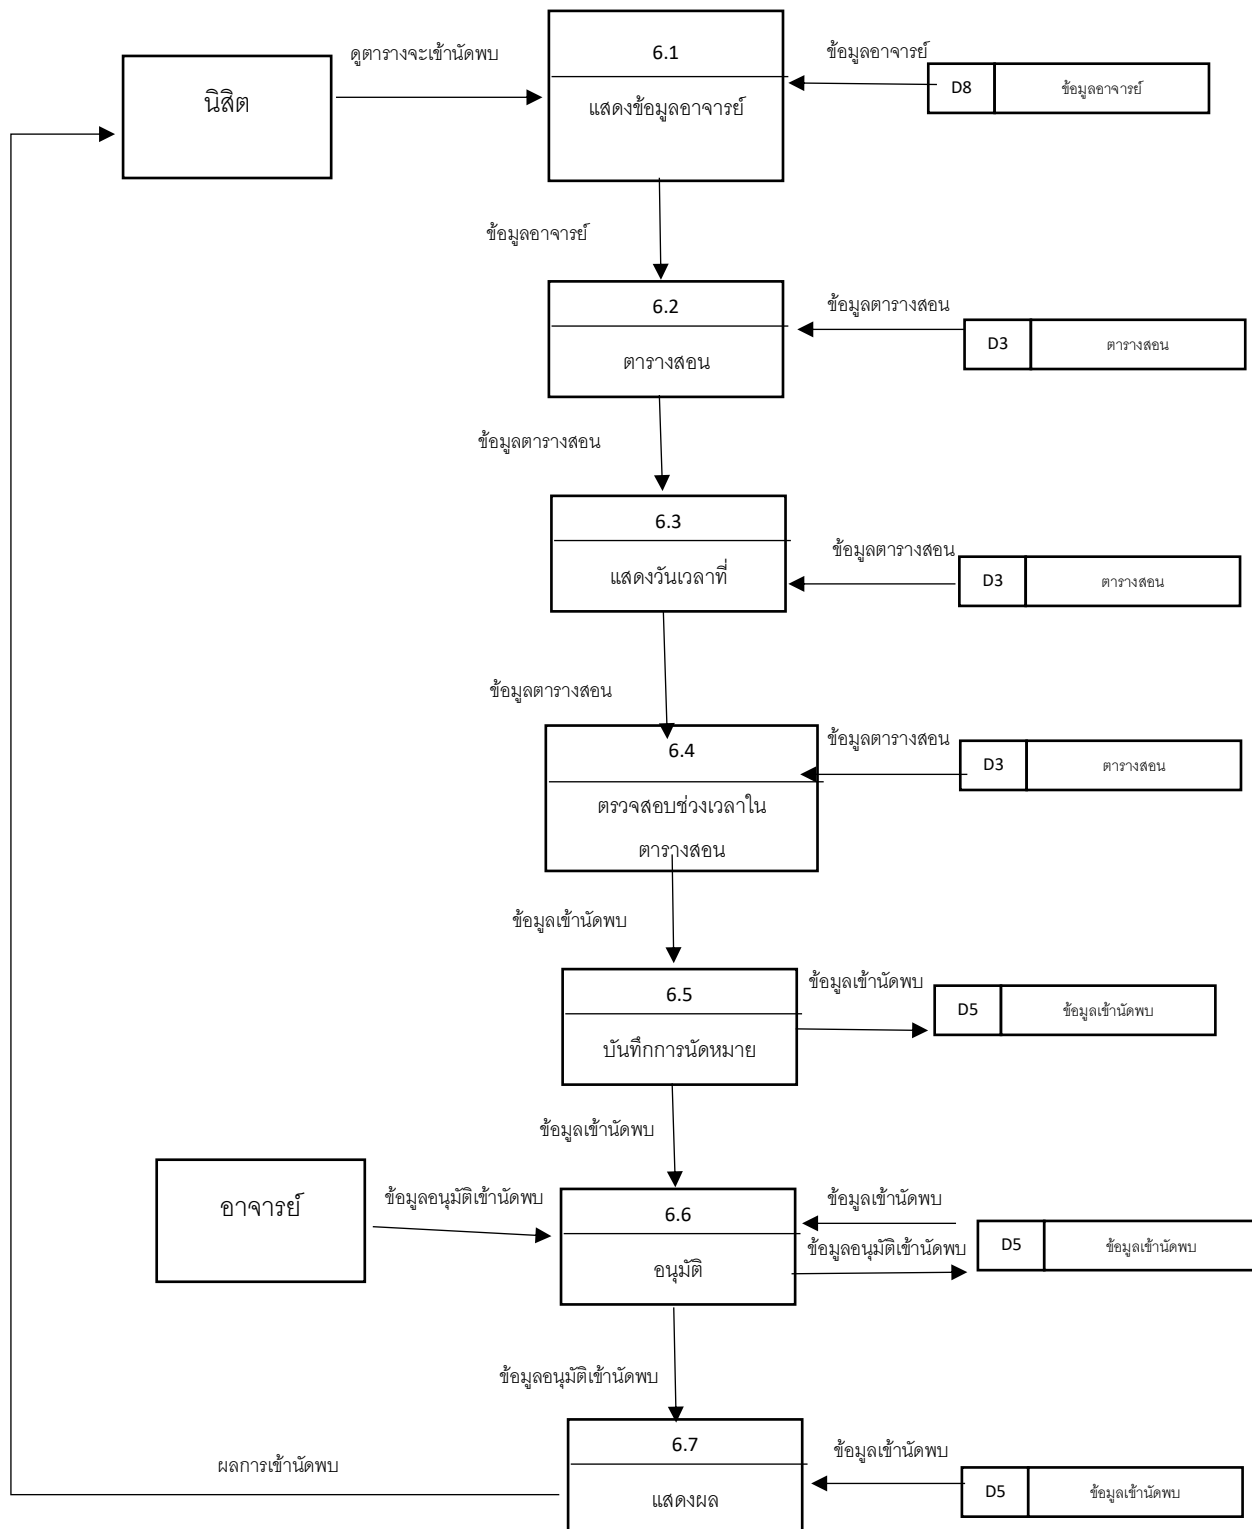 ดูตารางจะเข้านัดพบ
6.1
ข้อมูลอาจารย์
นิสิต
แสดงข้อมูลอาจารย์
D8
ข้อมูลอาจารย์
ข้อมูลอาจารย์
6.2
ข้อมูลตารางสอน
ตารางสอน
D3
ตารางสอน
ข้อมูลตารางสอน
6.3
ข้อมูลตารางสอน
แสดงวันเวลาที่
D3
ตารางสอน
ข้อมูลตารางสอน
6.4
ข้อมูลตารางสอน
D3
ตารางสอน
ตรวจสอบช่วงเวลาใน
ตารางสอน
ข้อมูลเข้านัดพบ
6.5
ข้อมูลเข้านัดพบ
D5
ข้อมูลเข้านัดพบ
บันทึกการนัดหมาย
ข้อมูลเข้านัดพบ
อาจารย์
ข้อมูลอนุมัติเข้านัดพบ
6.6
ข้อมูลเข้านัดพบ
อนุมัติ
ข้อมูลอนุมัติเข้านัดพบ
D5
ข้อมูลเข้านัดพบ
ข้อมูลอนุมัติเข้านัดพบ
6.7
ข้อมูลเข้านัดพบ
ผลการเข้านัดพบ
แสดงผล
D5
ข้อมูลเข้านัดพบ